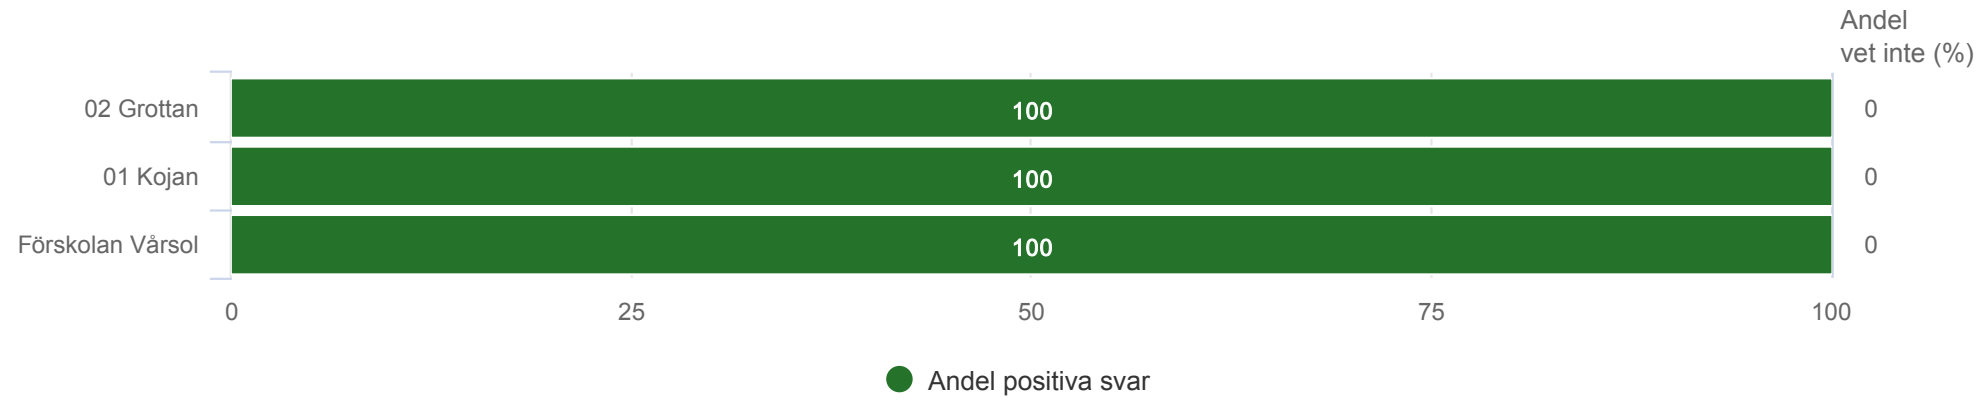 Andel
vet inte (%)
02 Grottan 100 0
01 Kojan 100 0
Förskolan Vårsol 100 0
0 25 50 75 100
Andel positiva svar